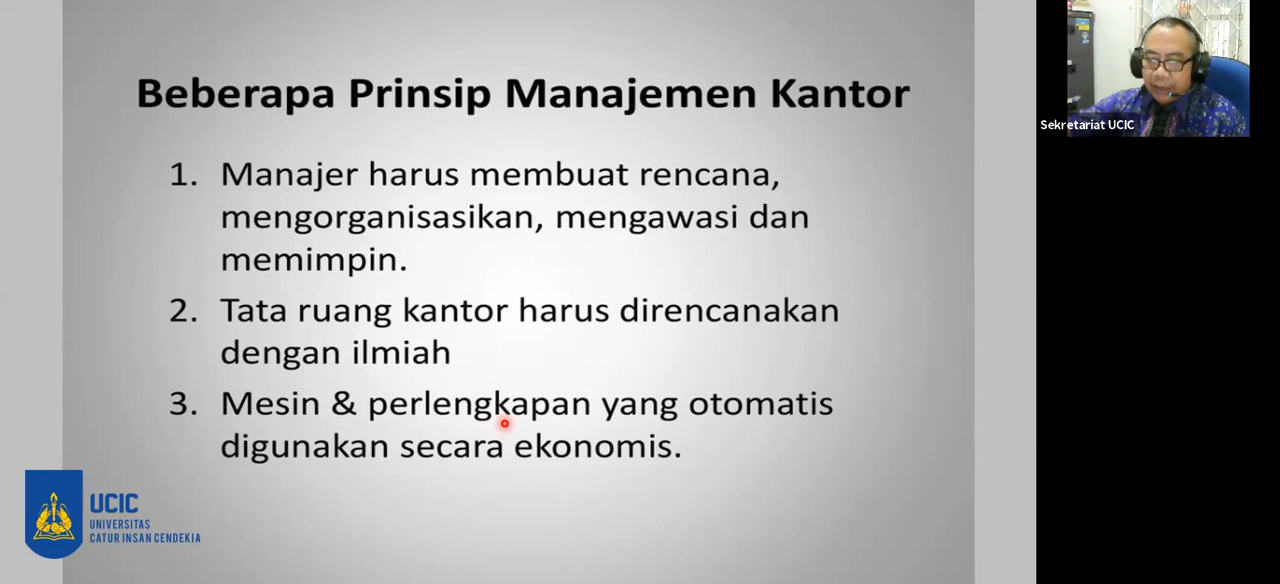 Beberapa Prinsip Manajemen Kantor
1. Manajer harus membuat rencana,
mengorganisasikan, mengawasi dan
memimpin.
2. Tata ruang kantor harus direncanakan
dengan ilmiah
3. Mesin & perlengkapan yang otomatis
digunakan secara ekonomis.
UCIC
UNIVERSITAS
CATUR INSAN CENDEKIA
Sekretariat UCIC